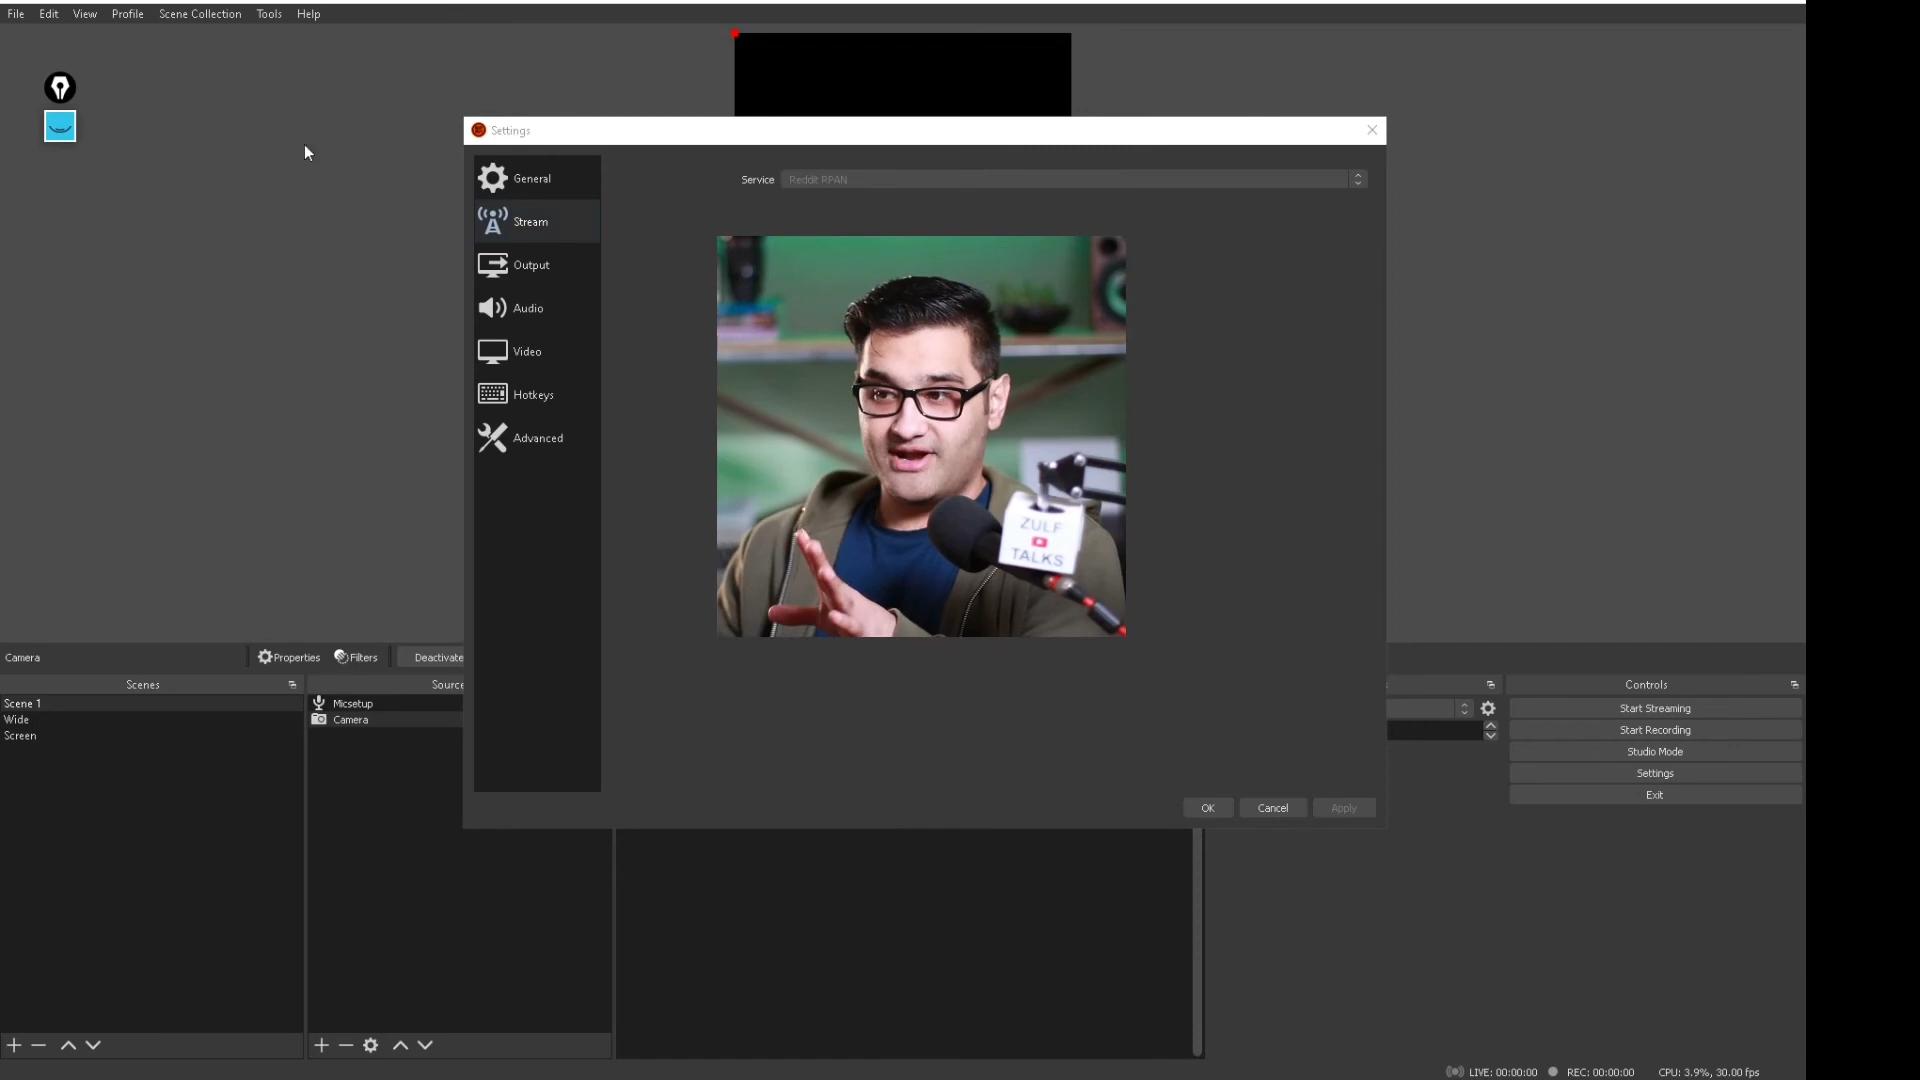 File Edit View Profile Scene Collection Tools Help
Settings
General
Stream
Output
Audio
Video
Hotkeys
Advanced
Service Reddit RPAN
ZULF
TALKS
OK Cancel Apply
Camera Properties Filters Deactivate
Scenes
Scene 1
Wide
Screen
Source
Micsetup
Camera
Controls
Start Streaming
Start Recording
Studio Mode
Settings
Exit
LIVE: 00:00:00 REC: 00:00:00 CPU: 3.9%, 30.00 fps